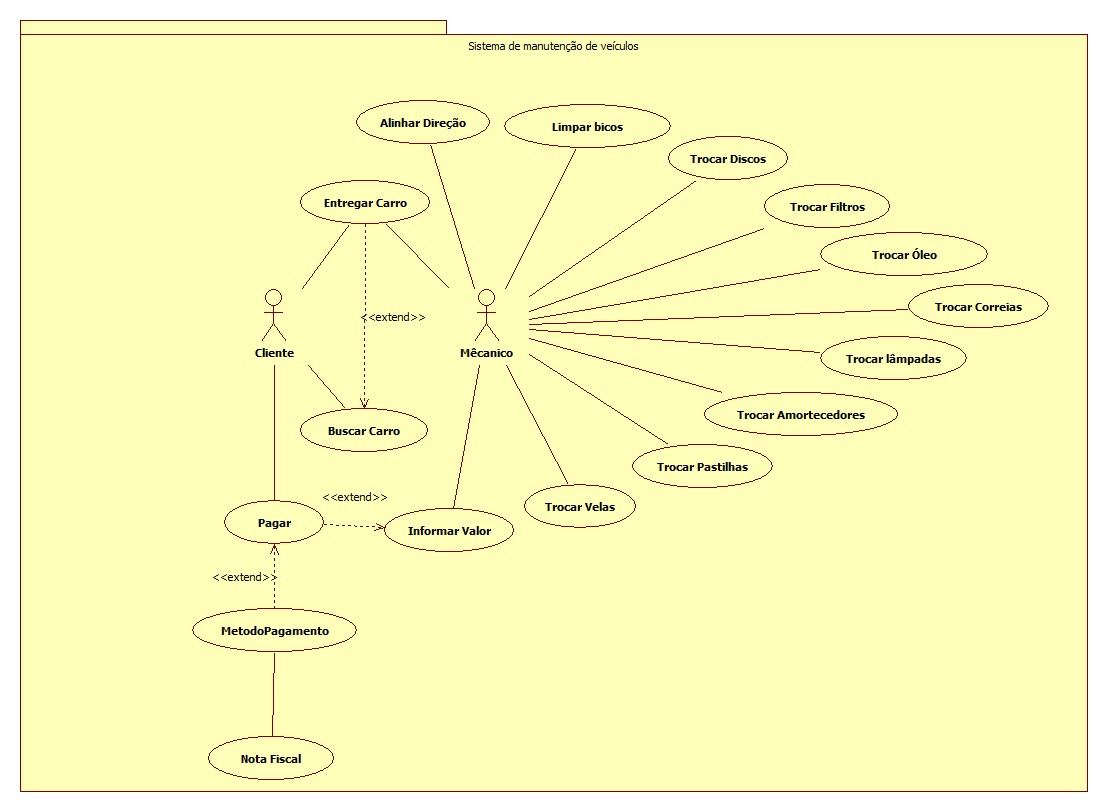 Sistema de manutenção de veículos
Alinhar Direção
Limpar bicos
Trocar Discos
Entregar Carro
Trocar Filtros
Trocar Óleo
Trocar Correias
<<extend>>
Cliente
Mêcanico
Trocar lâmpadas
Trocar Amortecedores
Buscar Carro
Trocar Pastilhas
<<extend>>
Trocar Velas
Pagar
Informar Valor
<<extend>>
MetodoPagamento
Nota Fiscal